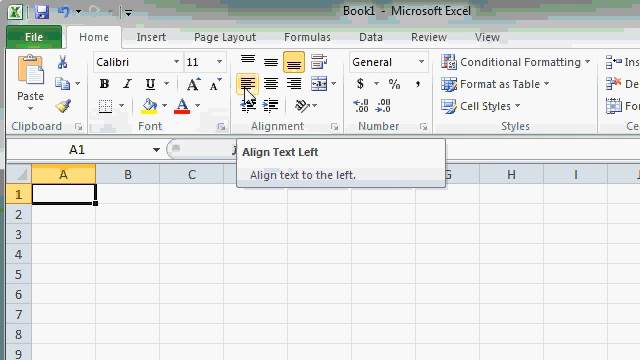 Book1 - Microsoft Excel
File Home Insert Page Layout Formulas Data Review View
Paste
Calibri 11
B I U
A A
A
General
$ % ,
.00
.00
Conditional Formatting
Format as Table
Cell Styles
Clipboard Font Alignment Number Styles
A1
Align Text Left
Align text to the left.
A B C G H I
1
2
3
4
5
6
7
8
9